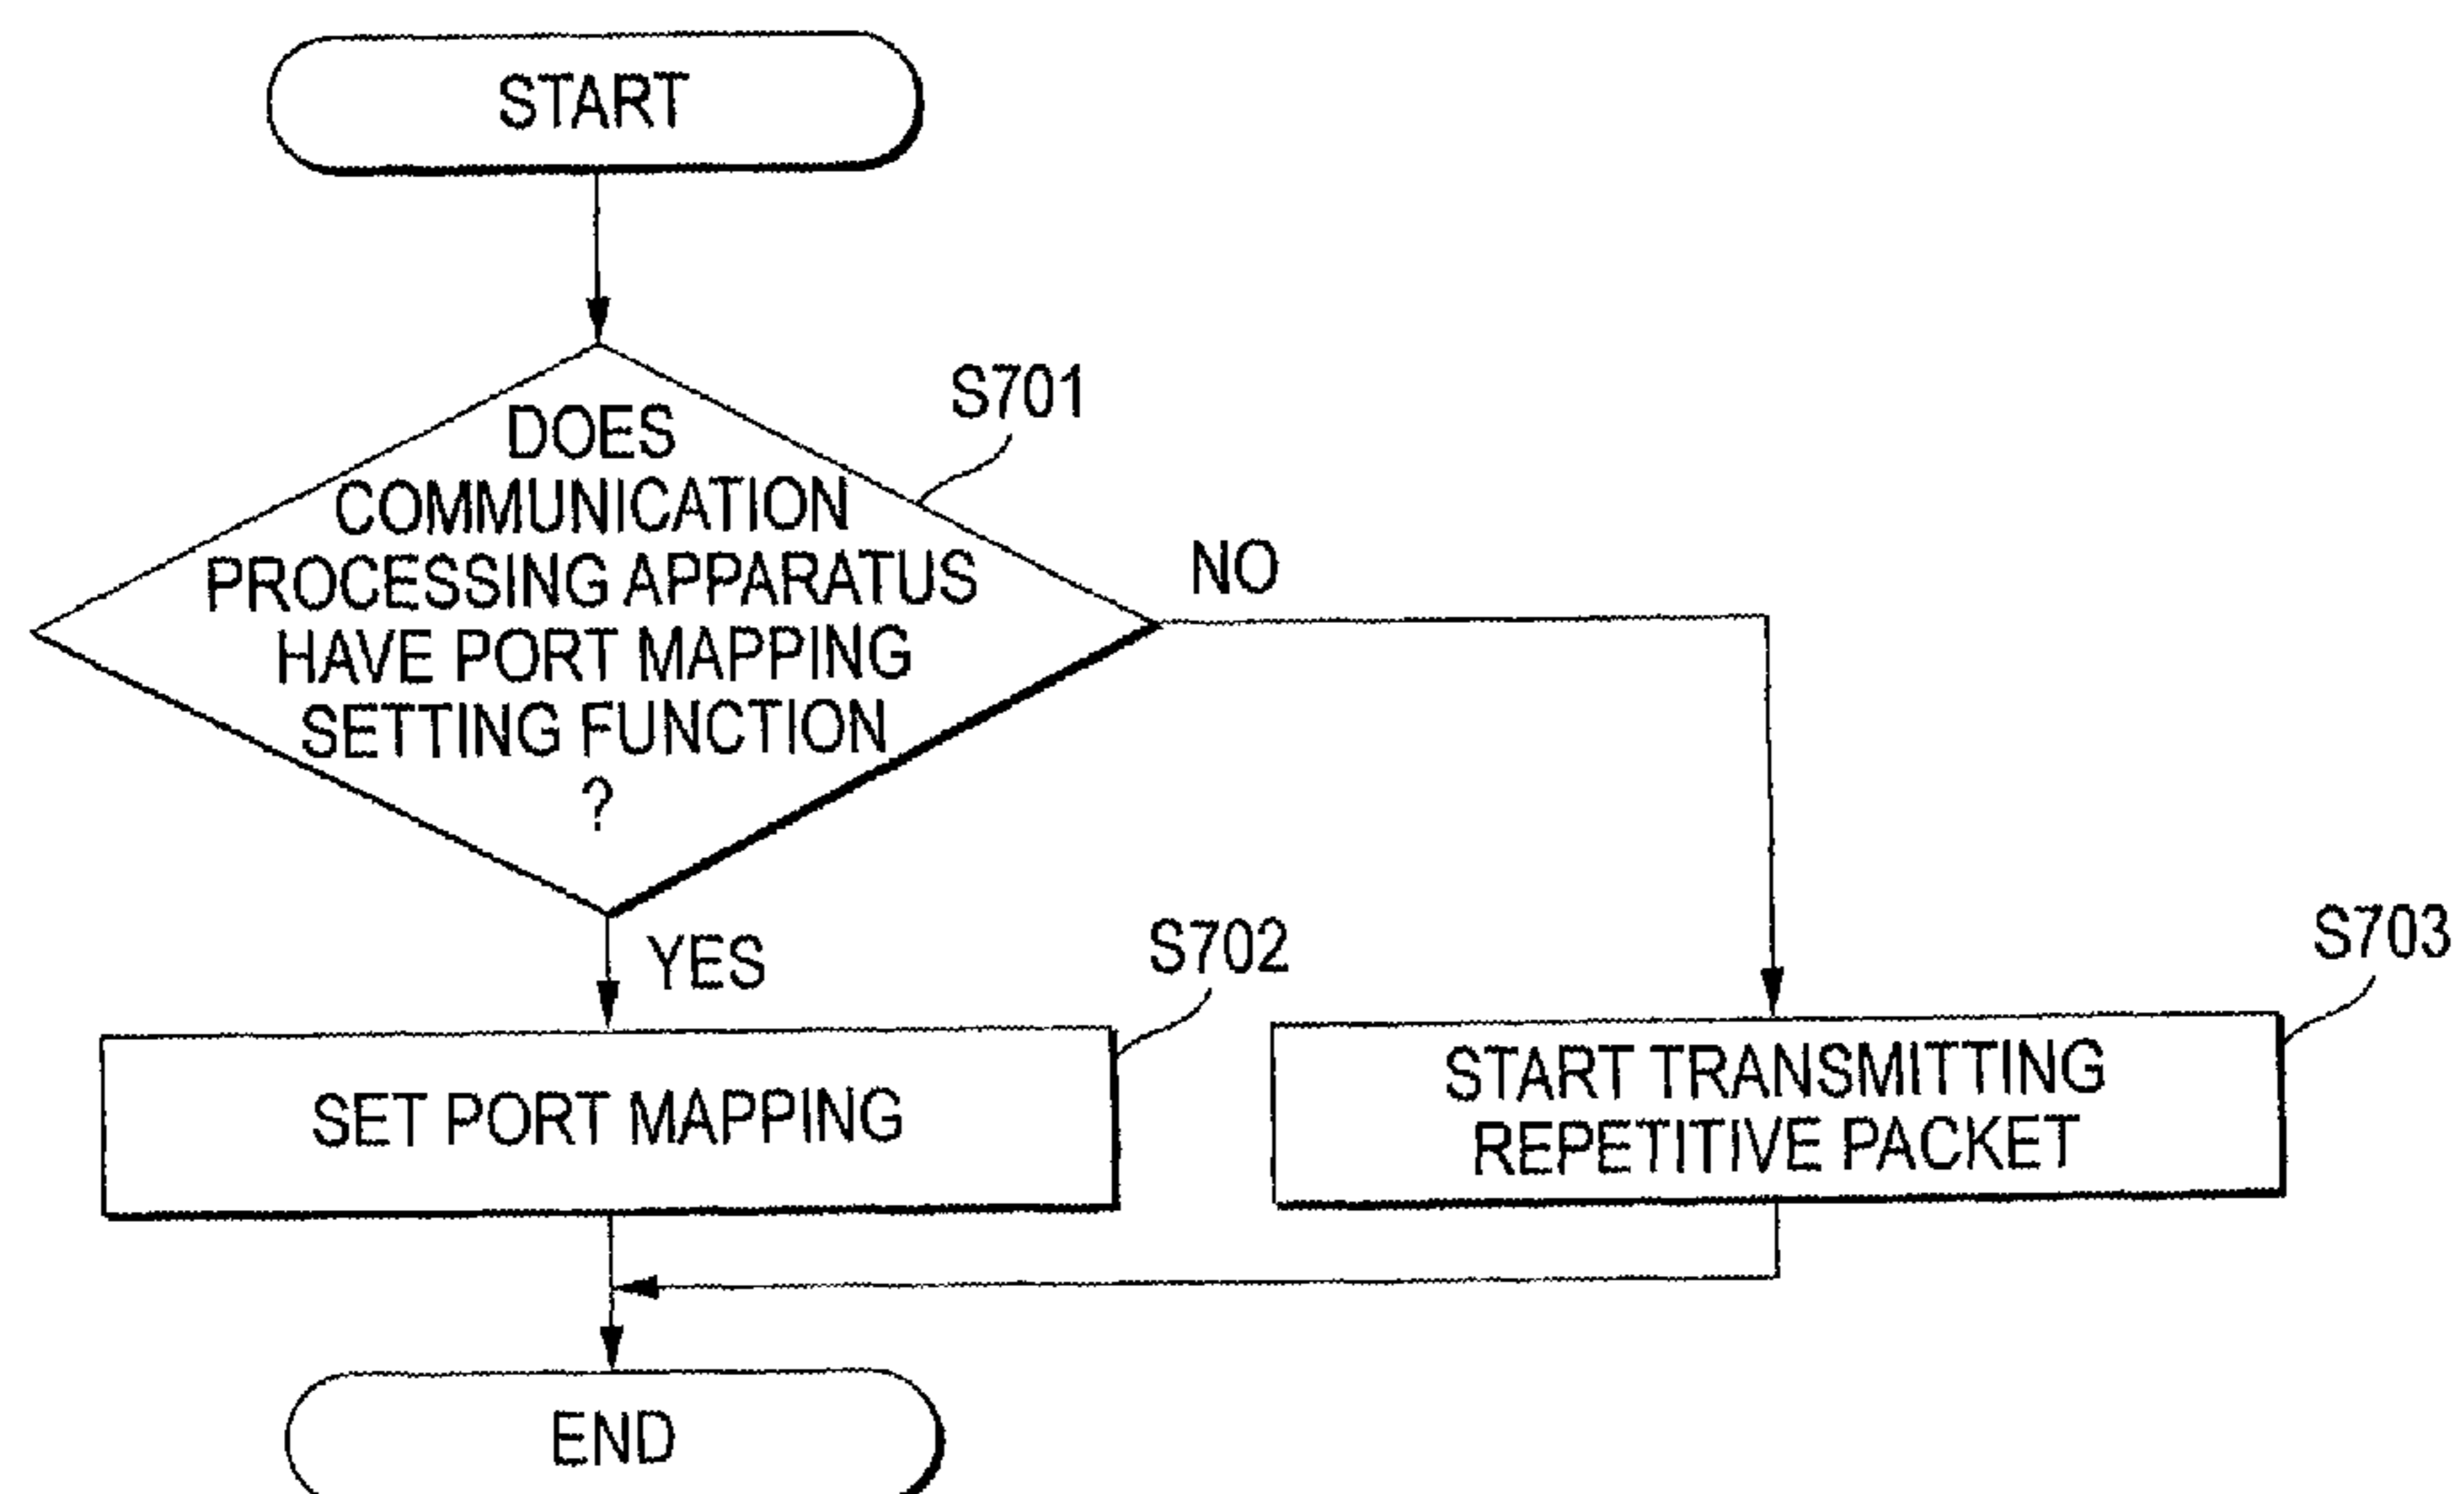 START
S701
DOES
COMMUNICATION
PROCESSING APPARATUS
HAVE PORT MAPPING
SETTING FUNCTION
?
NO
YES
S702
S703
SET PORT MAPPING
START TRANSMITTING
REPETITIVE PACKET
END